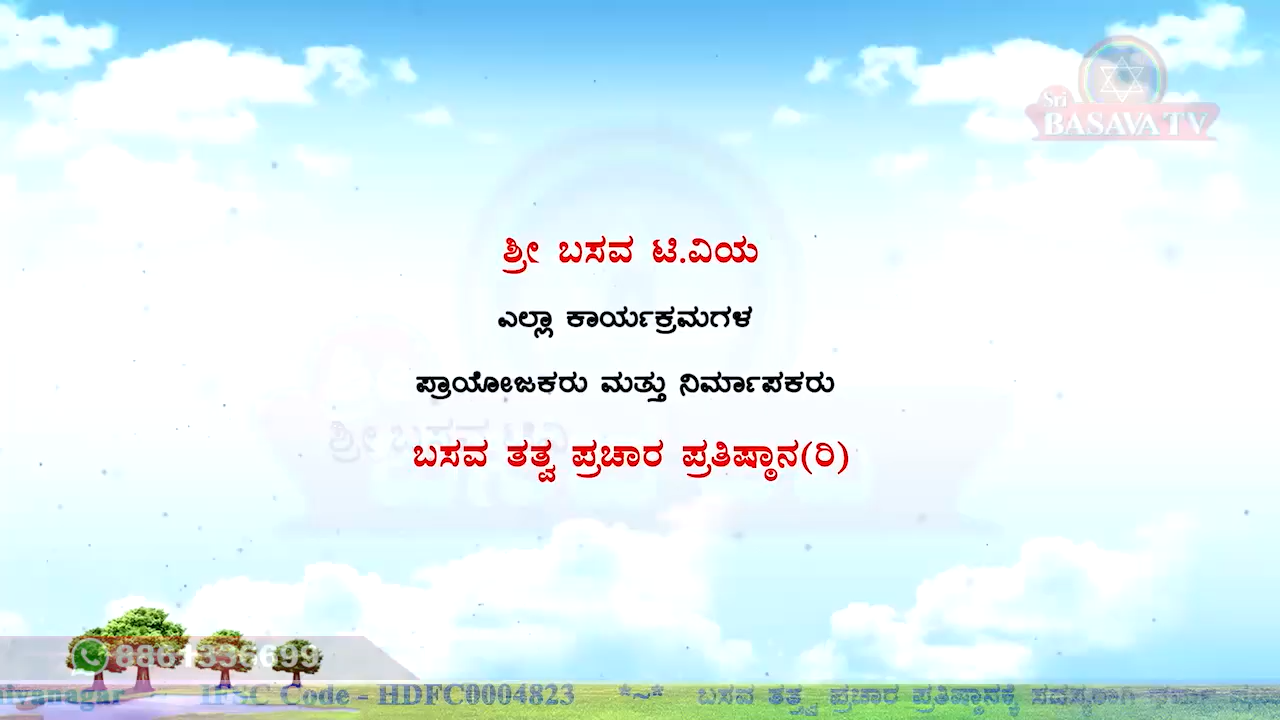 Sri
BASAVA TV
ಶ್ರೀ ಬಸವ ಟಿ.ವಿಯ
ಎಲ್ಲಾ ಕಾರ್ಯಕ್ರಮಗಳ
ಪ್ರಾಯೋಜಕರು ಮತ್ತು ನಿರ್ಮಾಪಕರು
ಬಸವ ತತ್ವ ಪ್ರಚಾರ ಪ್ರತಿಷ್ಠಾನ(ರಿ)
IFSC Code - HDFC0004823 ಬಸವ ತತ್ವ ಪ್ರಚಾರ ಪ್ರತಿಷ್ಠಾನಕ್ಕೆ